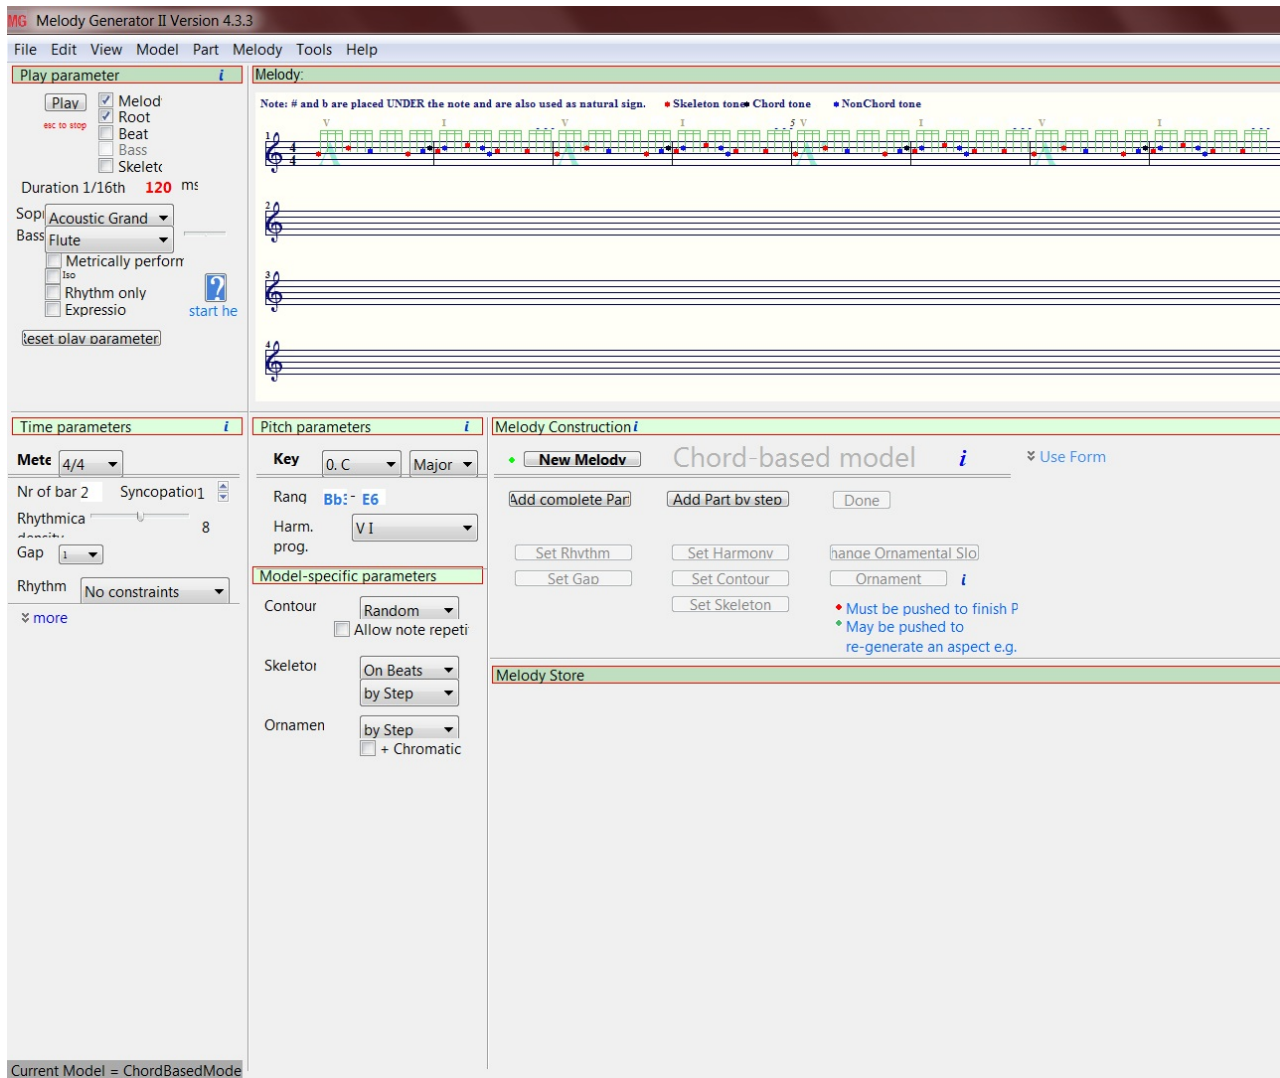 MG Melody Generator II Version 4.3.3
File Edit View Model Part Melody Tools Help
Play parameter i
Melody:
Play
esc to stop
Melod
Root
Beat
Bass
Skelet
Duration 1/16th 120 ms
Sop Acoustic Grand
Bass Flute
Metrically perforn
Iso
Rhythm only
Expressio
?
start he
Reset play parameter
Note: # and b are placed UNDER the note and are also used as natural sign. Skeleton tone Chord tone NonChord tone
V I V I 5 V I V I
1
4 4
2
3
4
Time parameters i
Mete 4/4
Nr of bar 2 Syncopation 1
Rhythmica
8
Gap 1
Rhythm No constraints
more
Pitch parameters i
Key 0. C Major
Rang Bb3 - E6
Harm. prog. V I
Model-specific parameters
Contour Random
Allow note repeti
Skeletor On Beats
by Step
Ornamen by Step
+ Chromatic
Melody Construction i
New Melody Chord-based model i Use Form
Add complete Part Add Part by step Done
Set Rhythm Set Harmony hange Ornamental Slo
Set Gap Set Contour Ornament i
Set Skeleton
Must be pushed to finish P
May be pushed to
re-generate an aspect e.g.
Melody Store
Current Model = ChordBasedMode